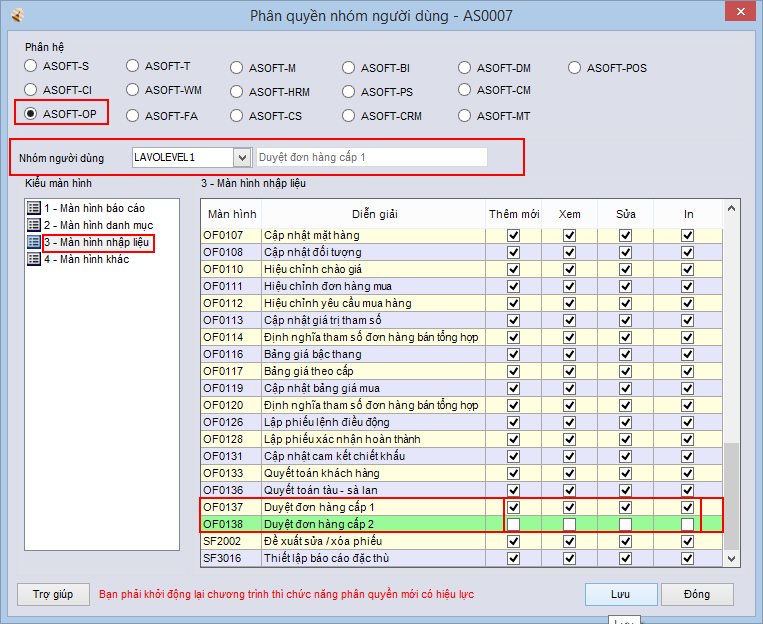 Phân quyền nhóm người dùng - AS0007
Phân hệ
ASOFT-S ASOFT-T ASOFT-M ASOFT-BI ASOFT-DM ASOFT-POS
ASOFT-CI ASOFT-WM ASOFT-HRM ASOFT-PS ASOFT-CM
ASOFT-OP ASOFT-FA ASOFT-CS ASOFT-CRM ASOFT-MT
Nhóm người dùng LAVOLEVEL1 Duyệt đơn hàng cấp 1
Kiểu màn hình
1 - Màn hình báo cáo
2 - Màn hình danh mục
3 - Màn hình nhập liệu
4 - Màn hình khác
3 - Màn hình nhập liệu
Màn hình Diễn giải Thêm mới Xem Sửa In
OF0107 Cập nhật mặt hàng
OF0108 Cập nhật đối tượng
OF0110 Hiệu chỉnh chào giá
OF0111 Hiệu chỉnh đơn hàng mua
OF0112 Hiệu chỉnh yêu cầu mua hàng
OF0113 Cập nhật giá trị tham số
OF0114 Định nghĩa tham số đơn hàng bán tổng hợp
OF0116 Bảng giá bậc thang
OF0117 Bảng giá theo cấp
OF0119 Cập nhật bảng giá mua
OF0120 Định nghĩa tham số đơn hàng bán tổng hợp
OF0126 Lập phiếu lệnh điều động
OF0128 Lập phiếu xác nhận hoàn thành
OF0131 Cập nhật cam kết chiết khấu
OF0133 Quyết toán khách hàng
OF0136 Quyết toán tàu - sà lan
OF0137 Duyệt đơn hàng cấp 1
OF0138 Duyệt đơn hàng cấp 2
SF2002 Đề xuất sửa / xóa phiếu
SF3016 Thiết lập báo cáo đặc thù
Trợ giúp Bạn phải khởi động lại chương trình thì chức năng phân quyền mới có hiệu lực Lưu Đóng